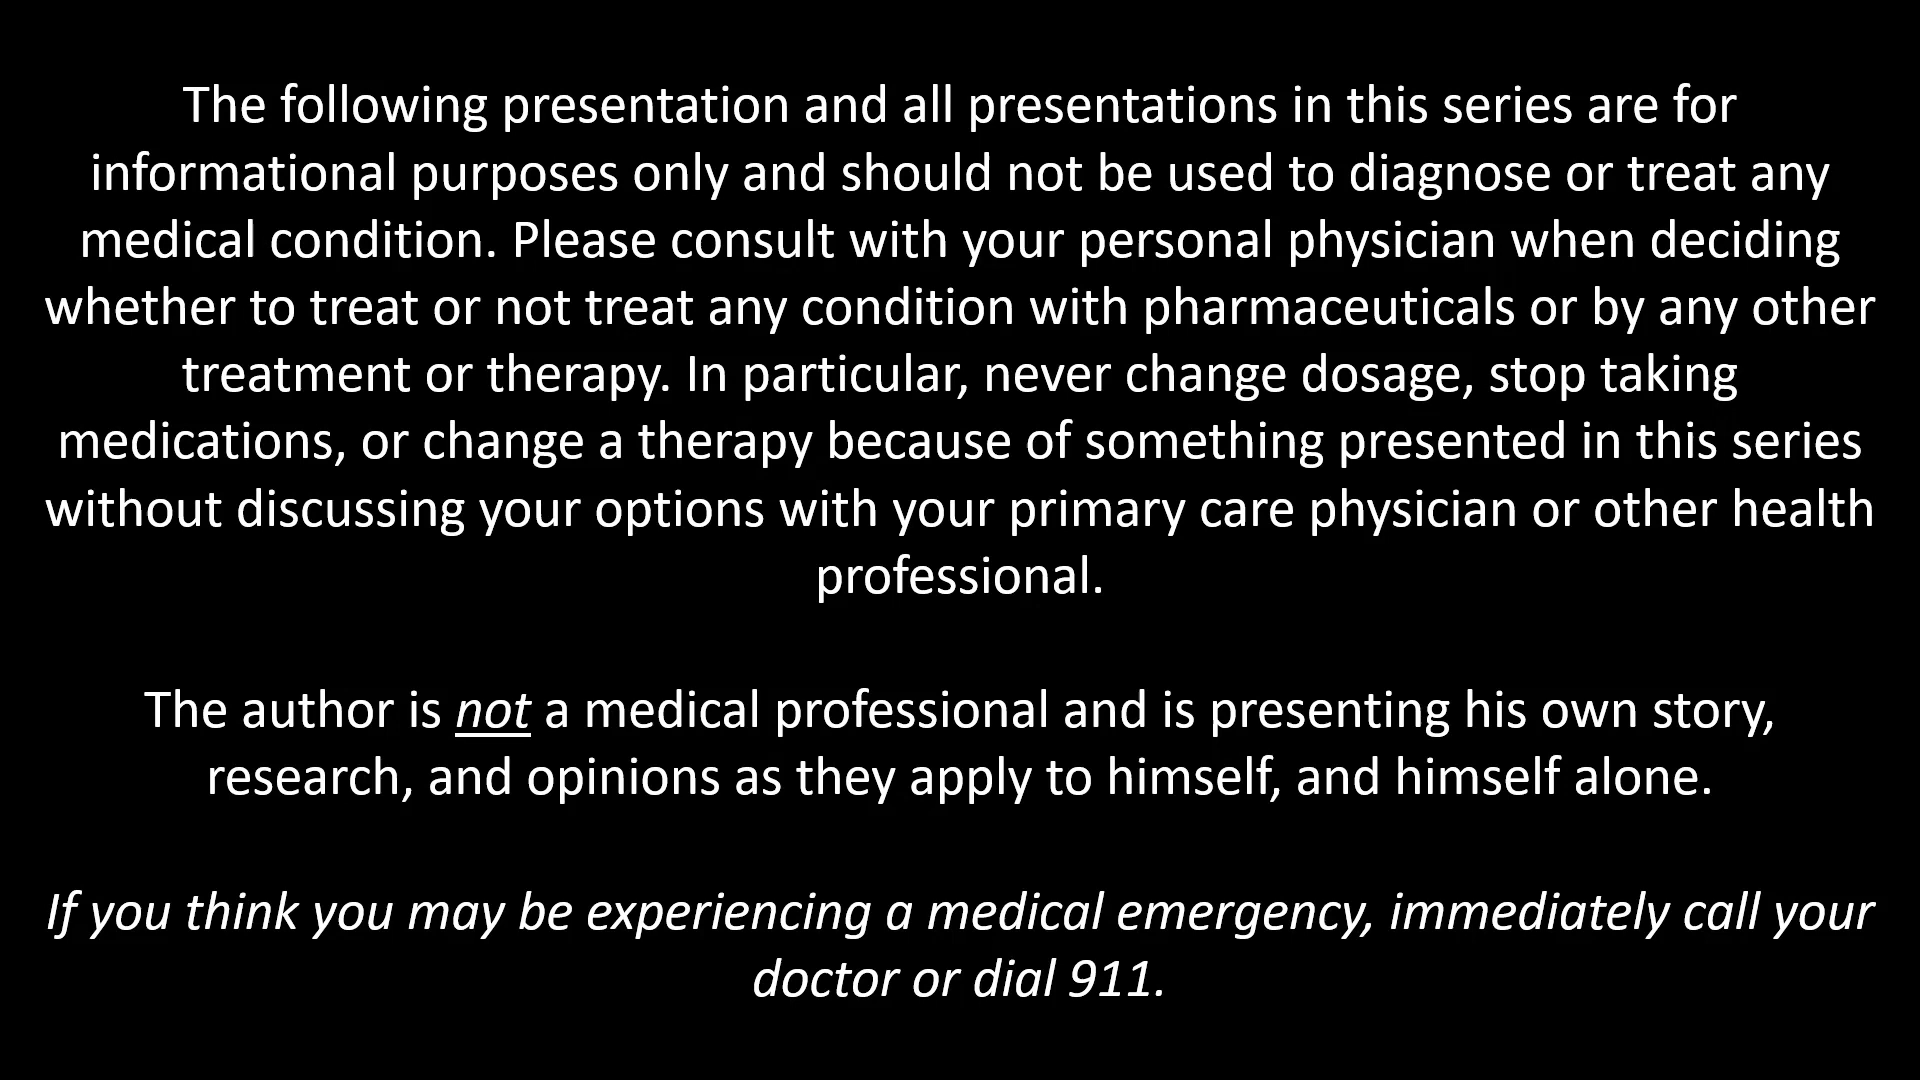 The following presentation and all presentations in this series are for
informational purposes only and should not be used to diagnose or treat any
medical condition. Please consult with your personal physician when deciding
whether to treat or not treat any condition with pharmaceuticals or by any other
treatment or therapy. In particular, never change dosage, stop taking
medications, or change a therapy because of something presented in this series
without discussing your options with your primary care physician or other health
professional.
The author is not a medical professional and is presenting his own story,
research, and opinions as they apply to himself, and himself alone.
If you think you may be experiencing a medical emergency, immediately call your
doctor or dial 911.